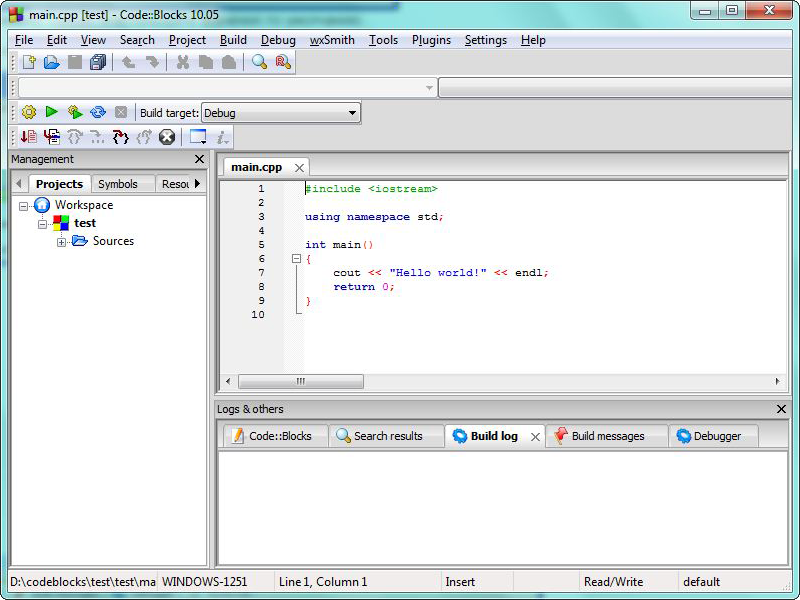 main.cpp [test] - Code::Blocks 10.05
File Edit View Search Project Build Debug wxSmith Tools Plugins Settings Help
Build target: Debug
Management
Projects Symbols Resou
Workspace
test
Sources
main.cpp
1 #include <iostream>
2
3 using namespace std;
4
5 int main()
6 {
7 cout << "Hello world!" << endl;
8 return 0;
9 }
10
Logs & others
Code::Blocks Search results Build log Build messages Debugger
D:\codeblocks\test\test\ma WINDOWS-1251 Line 1, Column 1 Insert Read/Write default